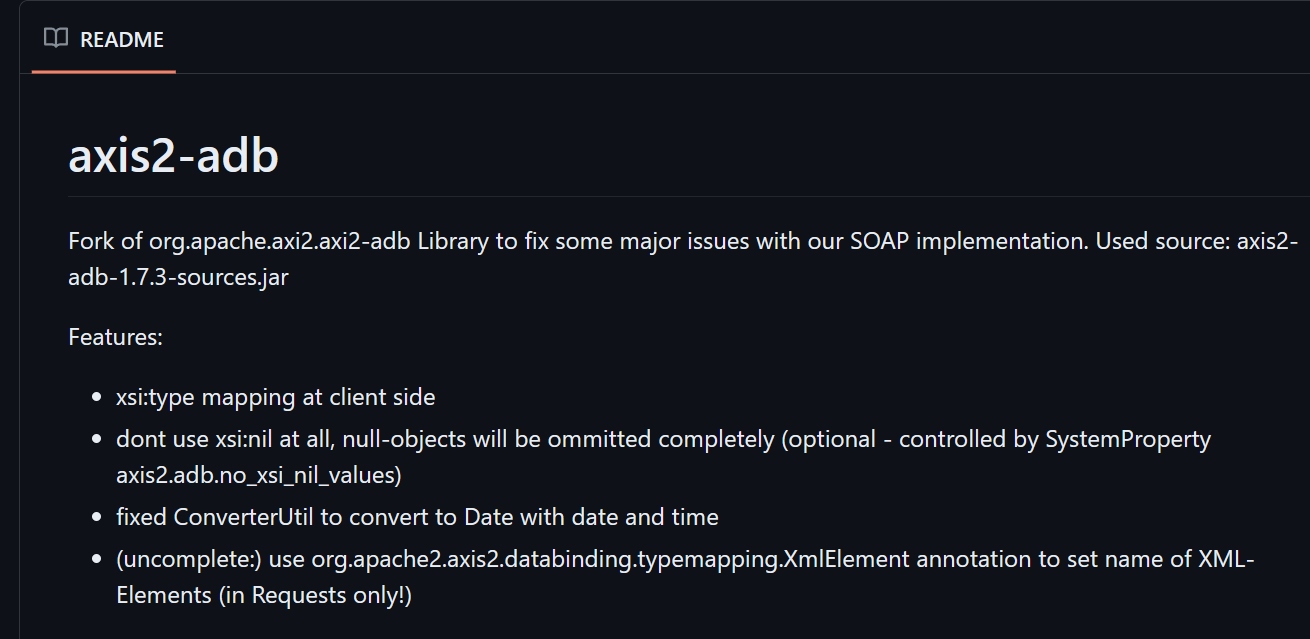 README
axis2-adb
Fork of org.apache.axi2.axi2-adb Library to fix some major issues with our SOAP implementation. Used source: axis2-
adb-1.7.3-sources.jar
Features:
• xsi:type mapping at client side
• dont use xsi:nil at all, null-objects will be ommitted completely (optional - controlled by SystemProperty
axis2.adb.no_xsi_nil_values)
• fixed ConverterUtil to convert to Date with date and time
• (uncomplete:) use org.apache2.axis2.databinding.typemapping.XmlElement annotation to set name of XML-
Elements (in Requests only!)